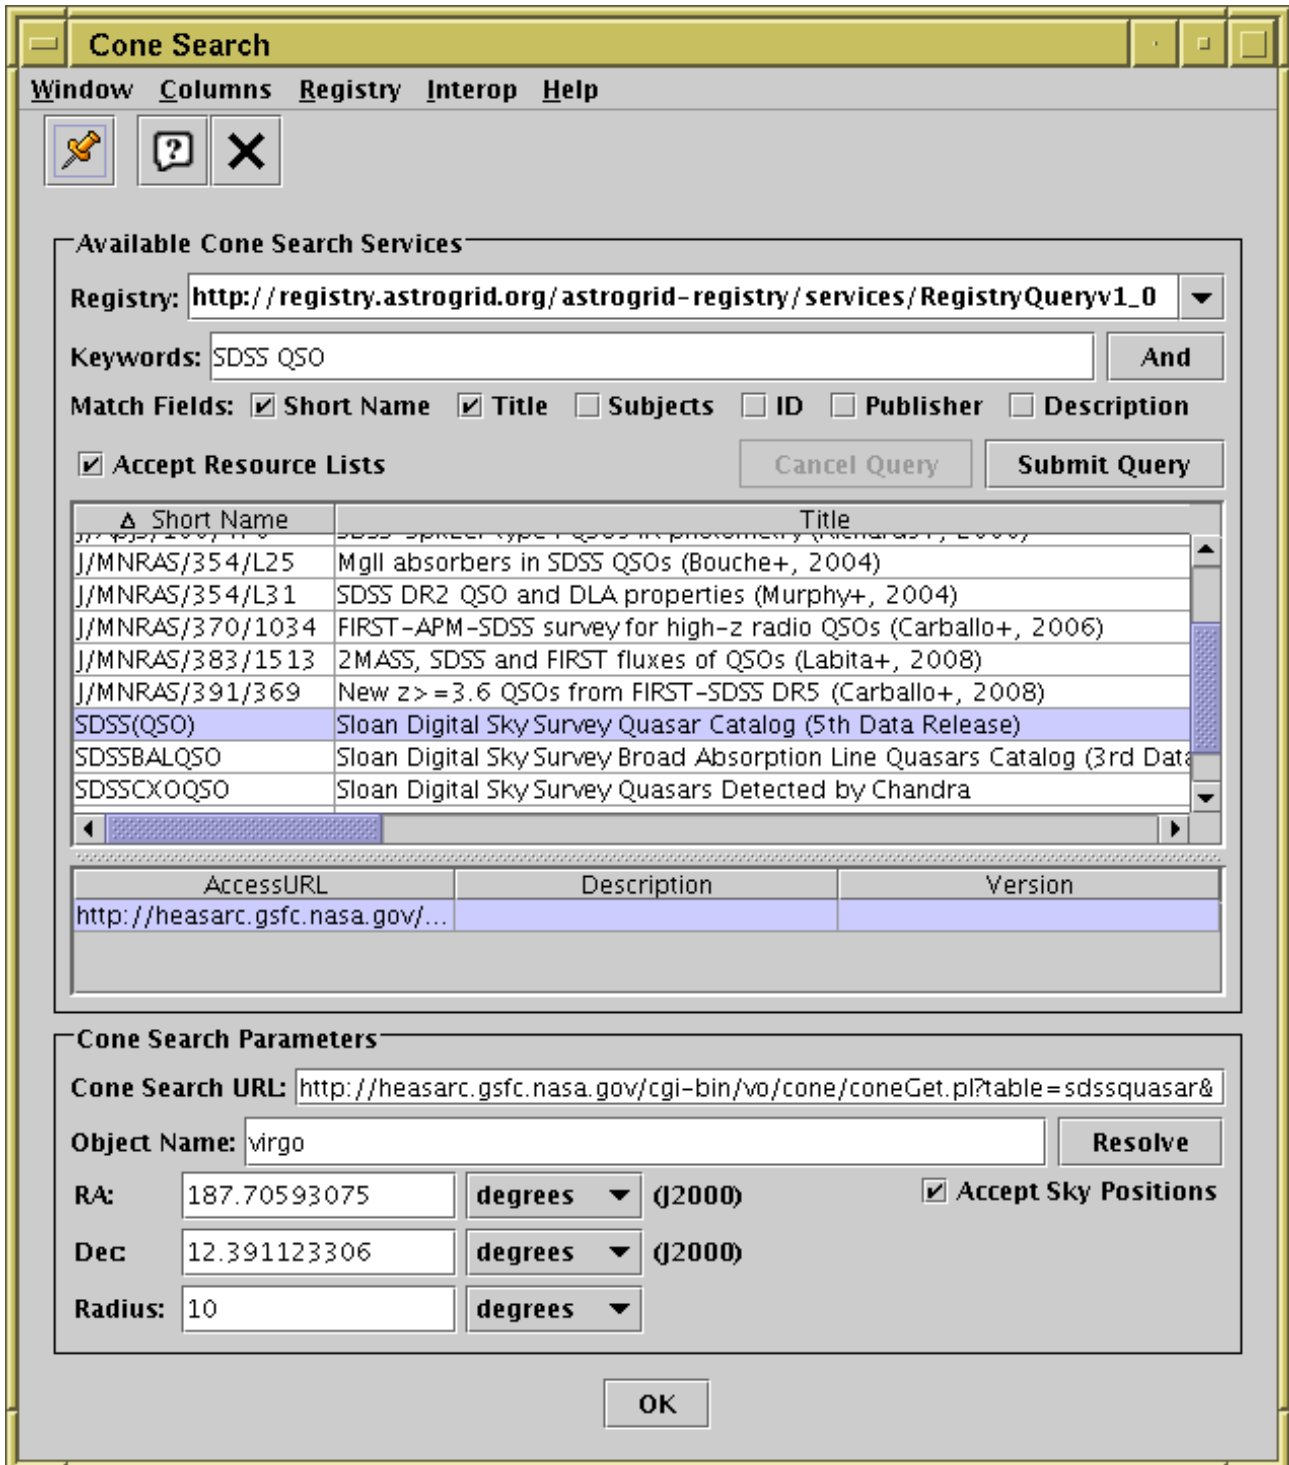 Cone Search
Window Columns Registry Interop Help
Available Cone Search Services
Registry: http://registry.astrogrid.org/astrogrid-registry/services/RegistryQueryv1_0
Keywords: SDSS QSO And
Match Fields: Short Name Title Subjects ID Publisher Description
Accept Resource Lists Cancel Query Submit Query
Δ Short Name Title
J/MNRAS/354/L25 MgII absorbers in SDSS QSOs (Bouche+, 2004)
J/MNRAS/354/L31 SDSS DR2 QSO and DLA properties (Murphy+, 2004)
J/MNRAS/370/1034 FIRST-APM-SDSS survey for high-z radio QSOs (Carballo+, 2006)
J/MNRAS/383/1513 2MASS, SDSS and FIRST fluxes of QSOs (Labita+, 2008)
J/MNRAS/391/369 New z>=3.6 QSOs from FIRST-SDSS DR5 (Carballo+, 2008)
SDSS(QSO) Sloan Digital Sky Survey Quasar Catalog (5th Data Release)
SDSSBALQSO Sloan Digital Sky Survey Broad Absorption Line Quasars Catalog (3rd Data
SDSSCXOQSO Sloan Digital Sky Survey Quasars Detected by Chandra
AccessURL Description Version
http://heasarc.gsfc.nasa.gov/...
Cone Search Parameters
Cone Search URL: http://heasarc.gsfc.nasa.gov/cgi-bin/vo/cone/coneGet.pl?table=sdssquasar&
Object Name: virgo Resolve
RA: 187.70593075 degrees (J2000) Accept Sky Positions
Dec: 12.391123306 degrees (J2000)
Radius: 10 degrees
OK